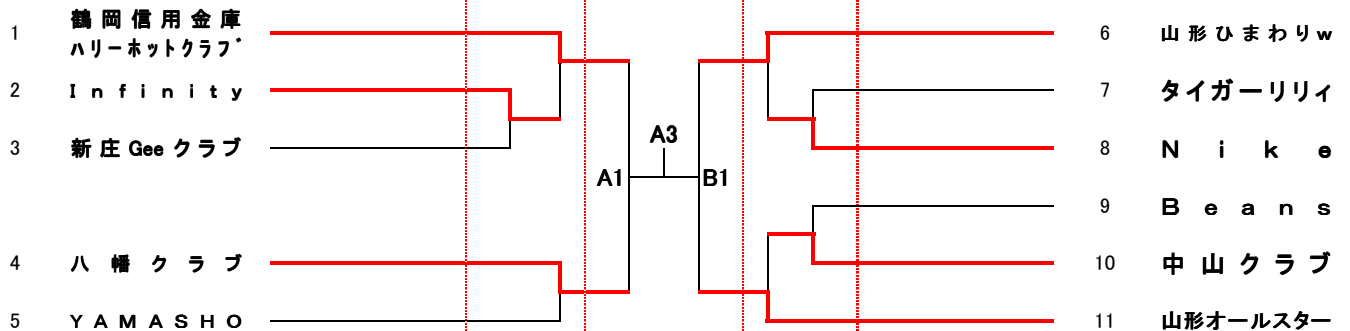 1 鶴岡信用金庫
ハリーホットクラブ
2 Infinity
3 新庄Geeクラブ
4 八幡クラブ
5 YAMASHO
A1
A3
B1
6 山形ひまわりw
7 タイガーリリィ
8 Nike
9 Beans
10 中山クラブ
11 山形オールスター